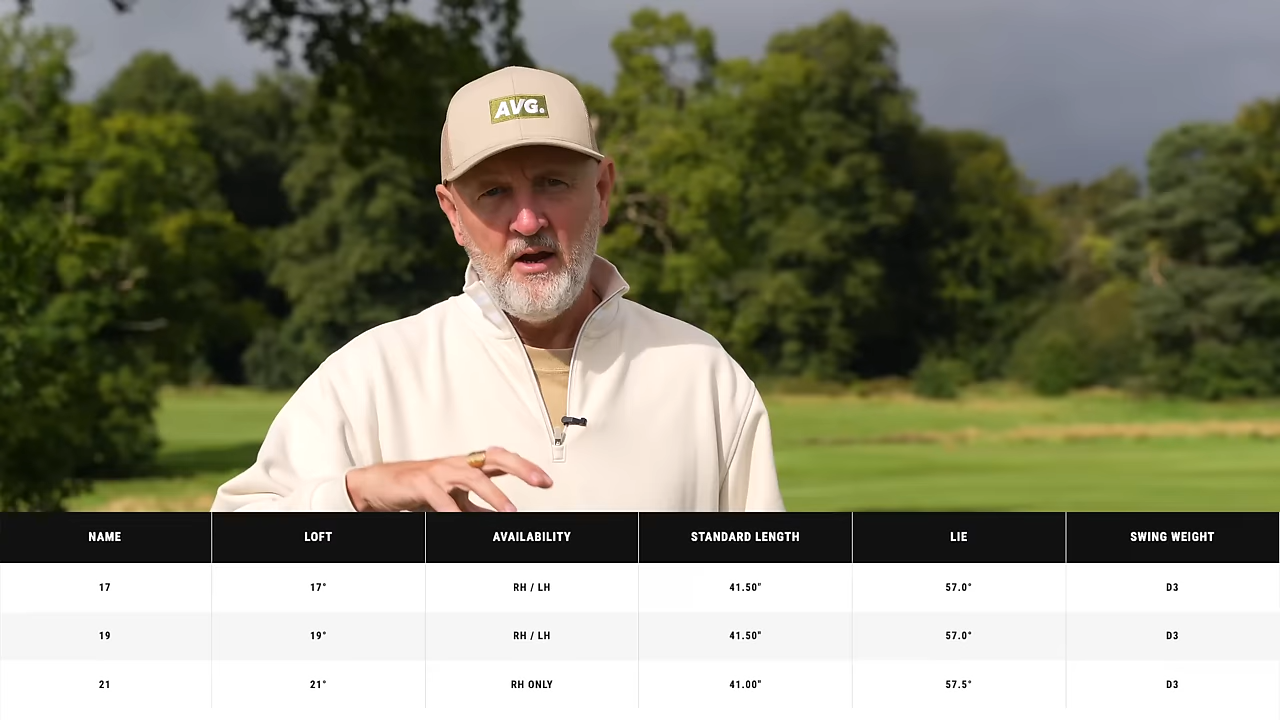 AVG.
NAME LOFT AVAILABILITY STANDARD LENGTH LIE SWING WEIGHT
17 17° RH / LH 41.50" 57.0° D3
19 19° RH / LH 41.50" 57.0° D3
21 21° RH ONLY 41.00" 57.5° D3